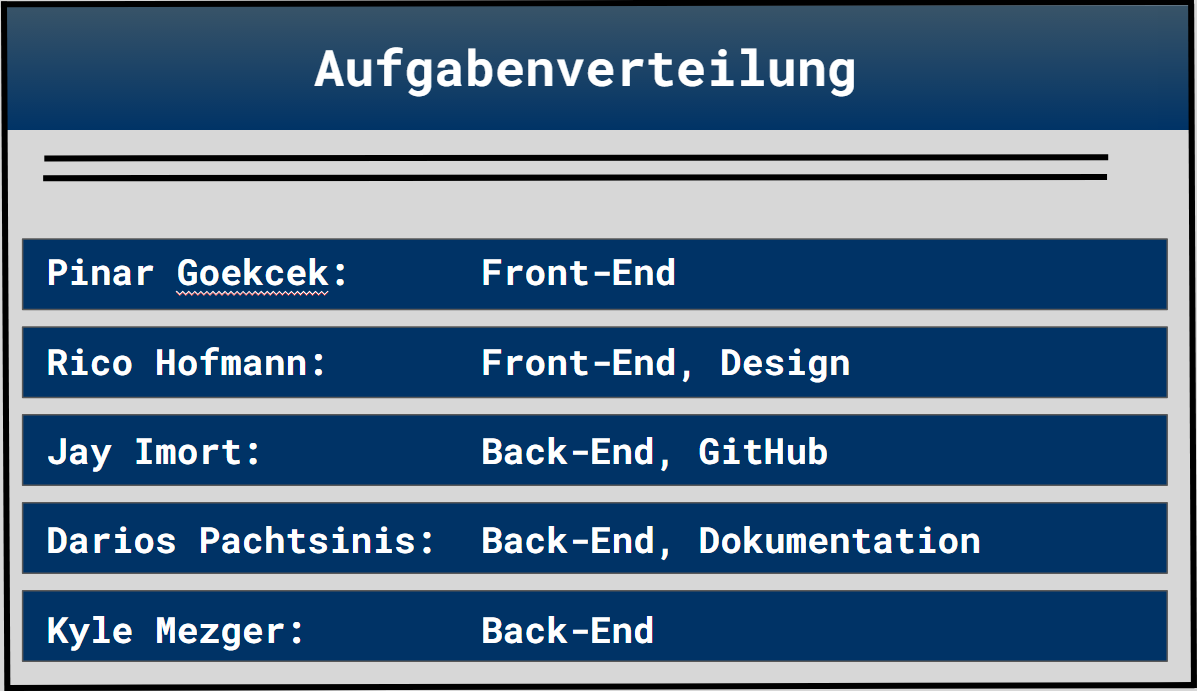 Aufgabenverteilung
Pinar Goekcek: Front-End
Rico Hofmann: Front-End, Design
Jay Imort: Back-End, GitHub
Darios Pachtsinis: Back-End, Dokumentation
Kyle Mezger: Back-End